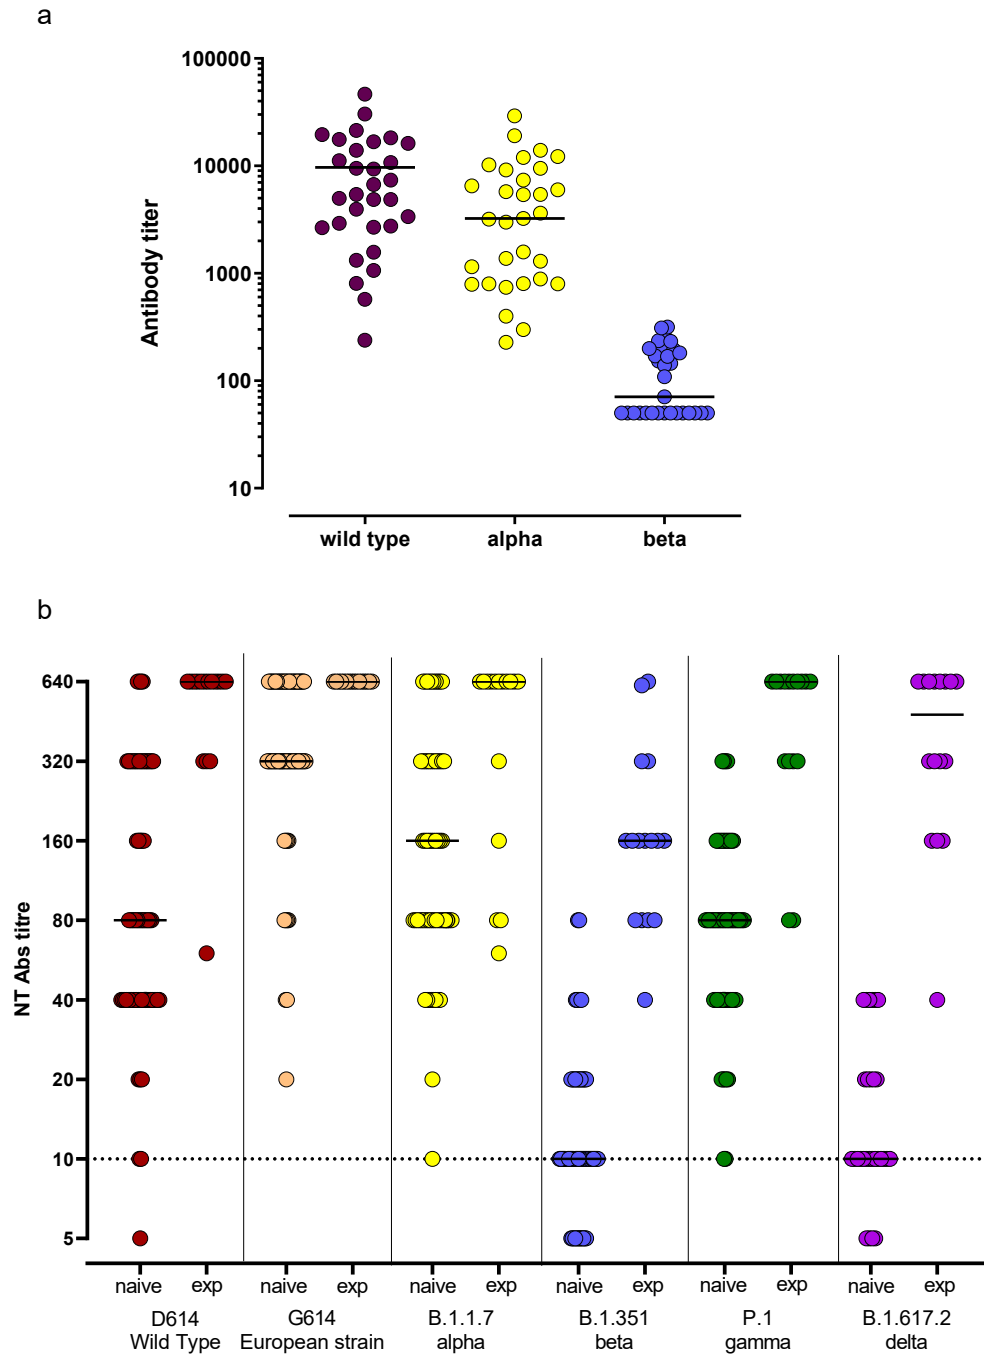 a
100000
10000
1000
100
10
Antibody titer
wild type alpha beta
b
640
320
160
80
40
20
10
5
NT Abs titre
naive exp naive exp naive exp naive exp naive exp naive exp
D614 G614 B.1.1.7 B.1.351 P.1 B.1.617.2
Wild Type European strain alpha beta gamma delta